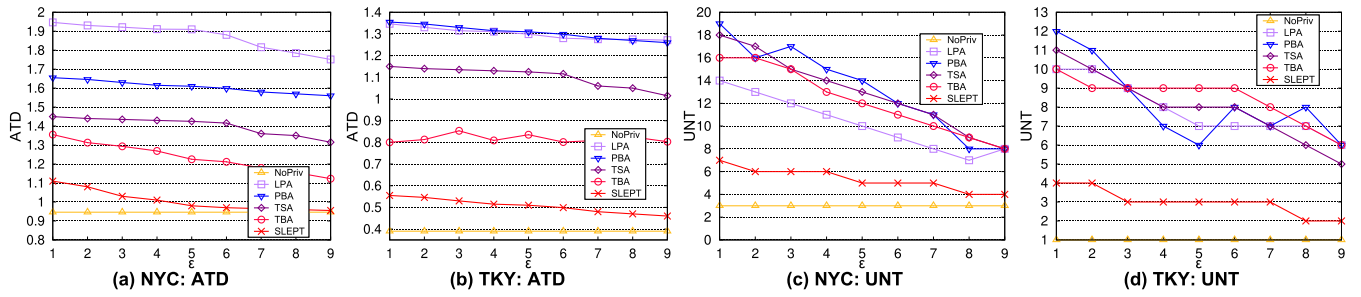 2
1.9
1.8
1.7
1.6
1.5
1.4
1.3
1.2
1.1
1
0.9
0.8
ATD
1 2 3 4 5 6 7 8 9
ε
NoPriv
LPA
PBA
TSA
TBA
SLEPT
(a) NYC: ATD
1.4
1.3
1.2
1.1
1
0.9
0.8
0.7
0.6
0.5
0.4
ATD
1 2 3 4 5 6 7 8 9
ε
NoPriv
LPA
PBA
TSA
TBA
SLEPT
(b) TKY: ATD
20
18
16
14
12
10
8
6
4
2
0
UNT
1 2 3 4 5 6 7 8 9
ε
NoPriv
LPA
PBA
TSA
TBA
SLEPT
(c) NYC: UNT
13
12
11
10
9
8
7
6
5
4
3
2
1
UNT
1 2 3 4 5 6 7 8 9
ε
NoPriv
LPA
PBA
TSA
TBA
SLEPT
(d) TKY: UNT